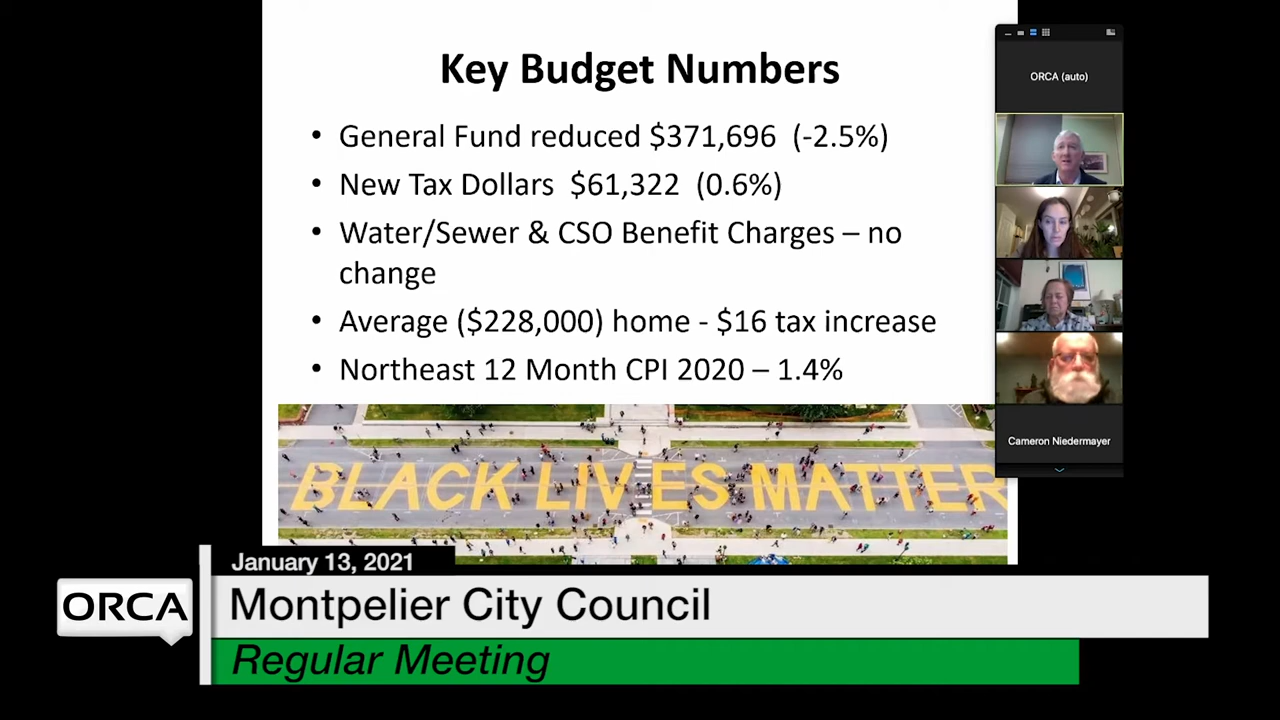 Key Budget Numbers
• General Fund reduced $371,696 (-2.5%)
• New Tax Dollars $61,322 (0.6%)
• Water/Sewer & CSO Benefit Charges – no
change
• Average ($228,000) home - $16 tax increase
• Northeast 12 Month CPI 2020 – 1.4%
BLACK LIVES MATTER
ORCA (auto)
Cameron Niedermayer
January 13, 2021
ORCA
Montpelier City Council
Regular Meeting